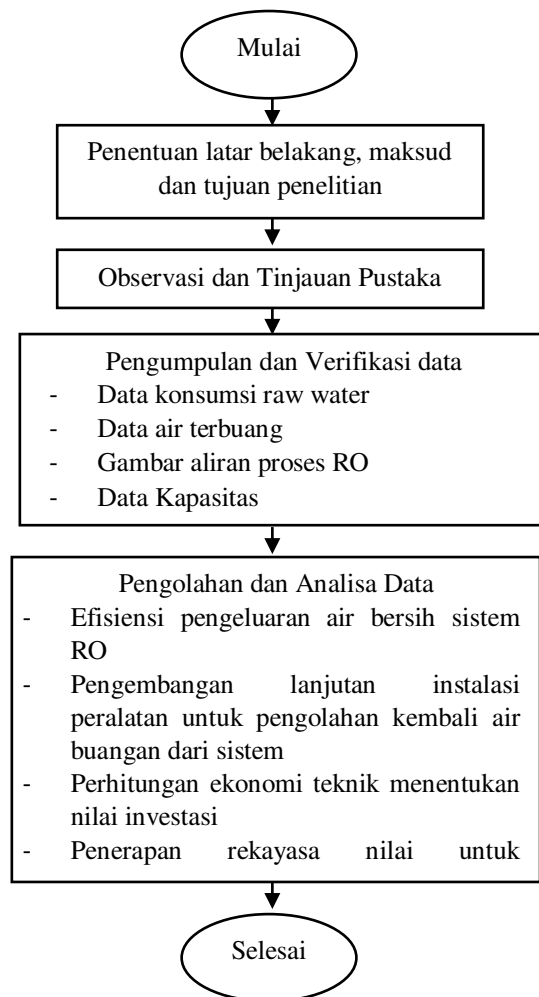 Mulai
Penentuan latar belakang, maksud
dan tujuan penelitian
Observasi dan Tinjauan Pustaka
Pengumpulan dan Verifikasi data
- Data konsumsi raw water
- Data air terbuang
- Gambar aliran proses RO
- Data Kapasitas
Pengolahan dan Analisa Data
- Efisiensi pengeluaran air bersih sistem
RO
- Pengembangan lanjutan instalasi
peralatan untuk pengolahan kembali air
buangan dari sistem
- Perhitungan ekonomi teknik menentukan
nilai investasi
- Penerapan rekayasa nilai untuk
Selesai